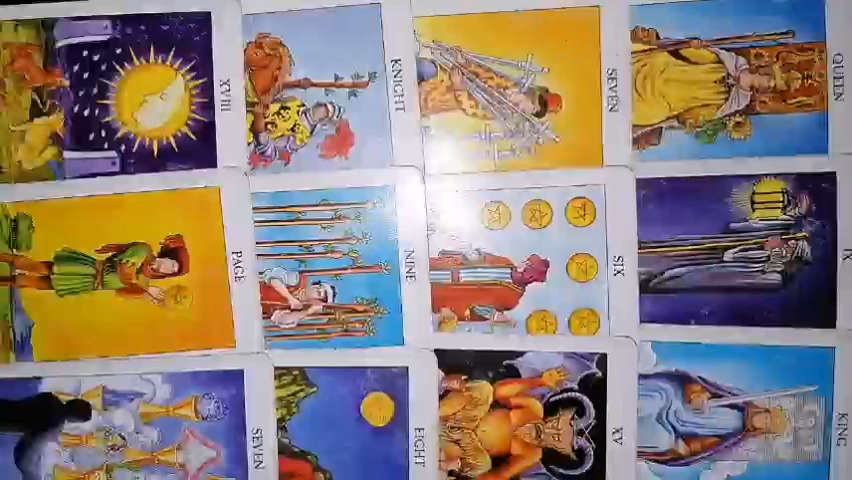 XVIII
KNIGHT
SEVEN
QUEEN
PAGE
NINE
SIX
IX
SEVEN
EIGHT
XV
KING